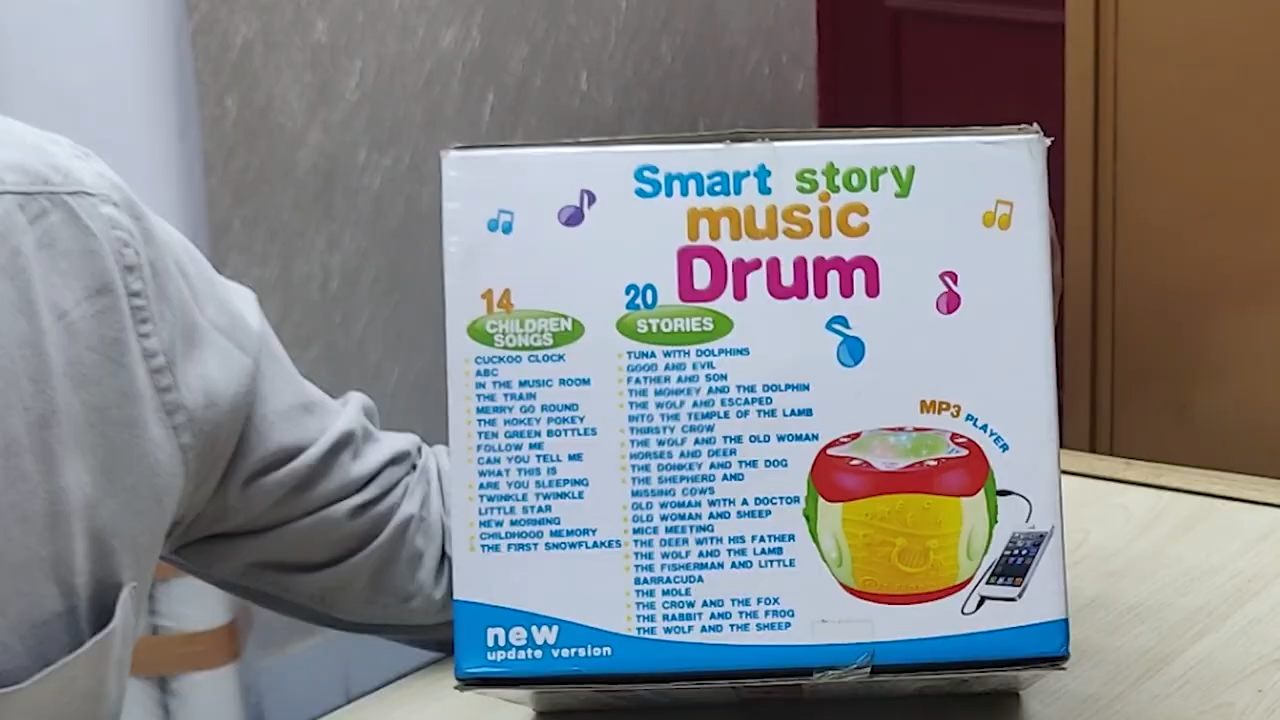 Smart story
music
Drum
14
CHILDREN
SONGS
CUCKOO CLOCK
ABC
IN THE MUSIC ROOM
THE TRAIN
MERRY GO ROUND
THE HOKEY POKEY
TEN GREEN BOTTLES
FOLLOW ME
CAN YOU TELL ME
WHAT THIS IS
ARE YOU SLEEPING
TWINKLE TWINKLE
LITTLE STAR
NEW MORNING
CHILDHOOD MEMORY
THE FIRST SNOWFLAKES
20
STORIES
TUNA WITH DOLPHINS
GOOD AND EVIL
FATHER AND SON
THE MONKEY AND THE DOLPHIN
THE WOLF AND ESCAPED
INTO THE TEMPLE OF THE LAMB
THIRSTY CROW
THE WOLF AND THE OLD WOMAN
HORSES AND DEER
THE DONKEY AND THE DOG
THE SHEPHERD AND
MISSING COWS
OLD WOMAN WITH A DOCTOR
OLD WOMAN AND SHEEP
MICE MEETING
THE DEER WITH HIS FATHER
THE WOLF AND THE LAMB
THE FISHERMAN AND LITTLE
BARRACUDA
THE MOLE
THE CROW AND THE FOX
THE RABBIT AND THE FROG
THE WOLF AND THE SHEEP
MP3 PLAYER
new
update version